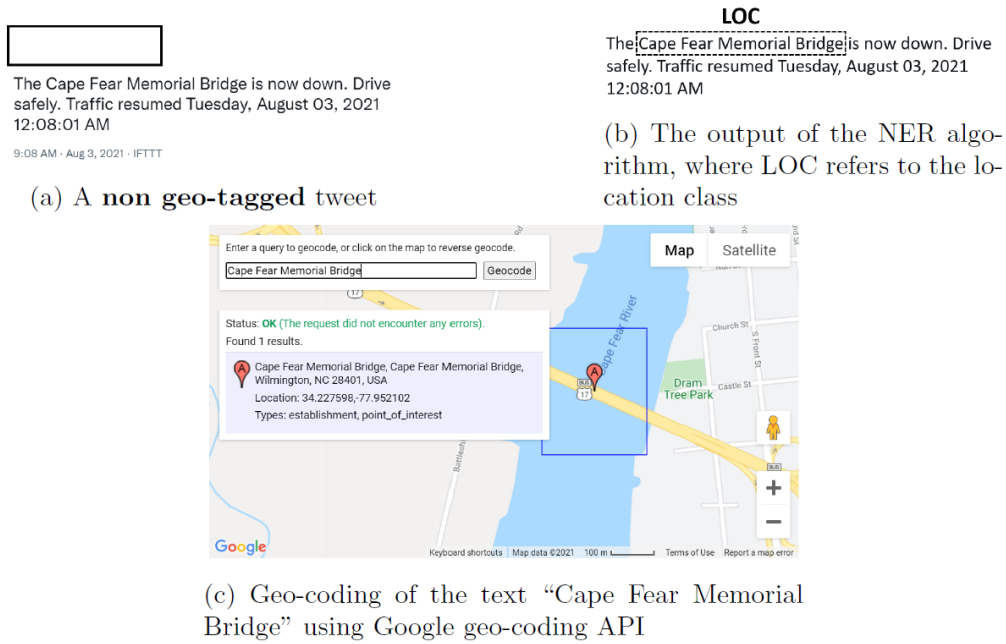 The Cape Fear Memorial Bridge is now down. Drive
safely. Traffic resumed Tuesday, August 03, 2021
12:08:01 AM
9:08 AM · Aug 3, 2021 · IFTTT
(a) A non geo-tagged tweet
LOC
The Cape Fear Memorial Bridge is now down. Drive
safely. Traffic resumed Tuesday, August 03, 2021
12:08:01 AM
(b) The output of the NER algo-
rithm, where LOC refers to the lo-
cation class
Enter a query to geocode, or click on the map to reverse geocode.
Cape Fear Memorial Bridge
Geocode
Status: OK (The request did not encounter any errors).
Found 1 results.
A
Cape Fear Memorial Bridge, Cape Fear Memorial Bridge,
Wilmington, NC 28401, USA
Location: 34.227598,-77.952102
Types: establishment, point_of_interest
Map
Satellite
Rd
17
Cape Fear River
A
BUS
17
Church St
S Front St
Castle St
Dram
Tree Park
BUS
Google
Keyboard shortcuts
Map data ©2021
100 m
Terms of Use
Report a map error
(c) Geo-coding of the text “Cape Fear Memorial
Bridge” using Google geo-coding API